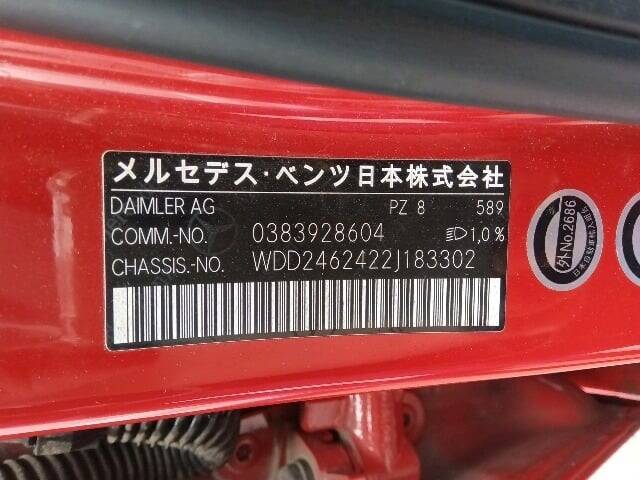 メルセデス・ベンツ日本株式会社
DAIMLER AG PZ 8 589
COMM.-NO. 0383928604 1,0%
CHASSIS.-NO. WDD2462422J183302
外No.2686